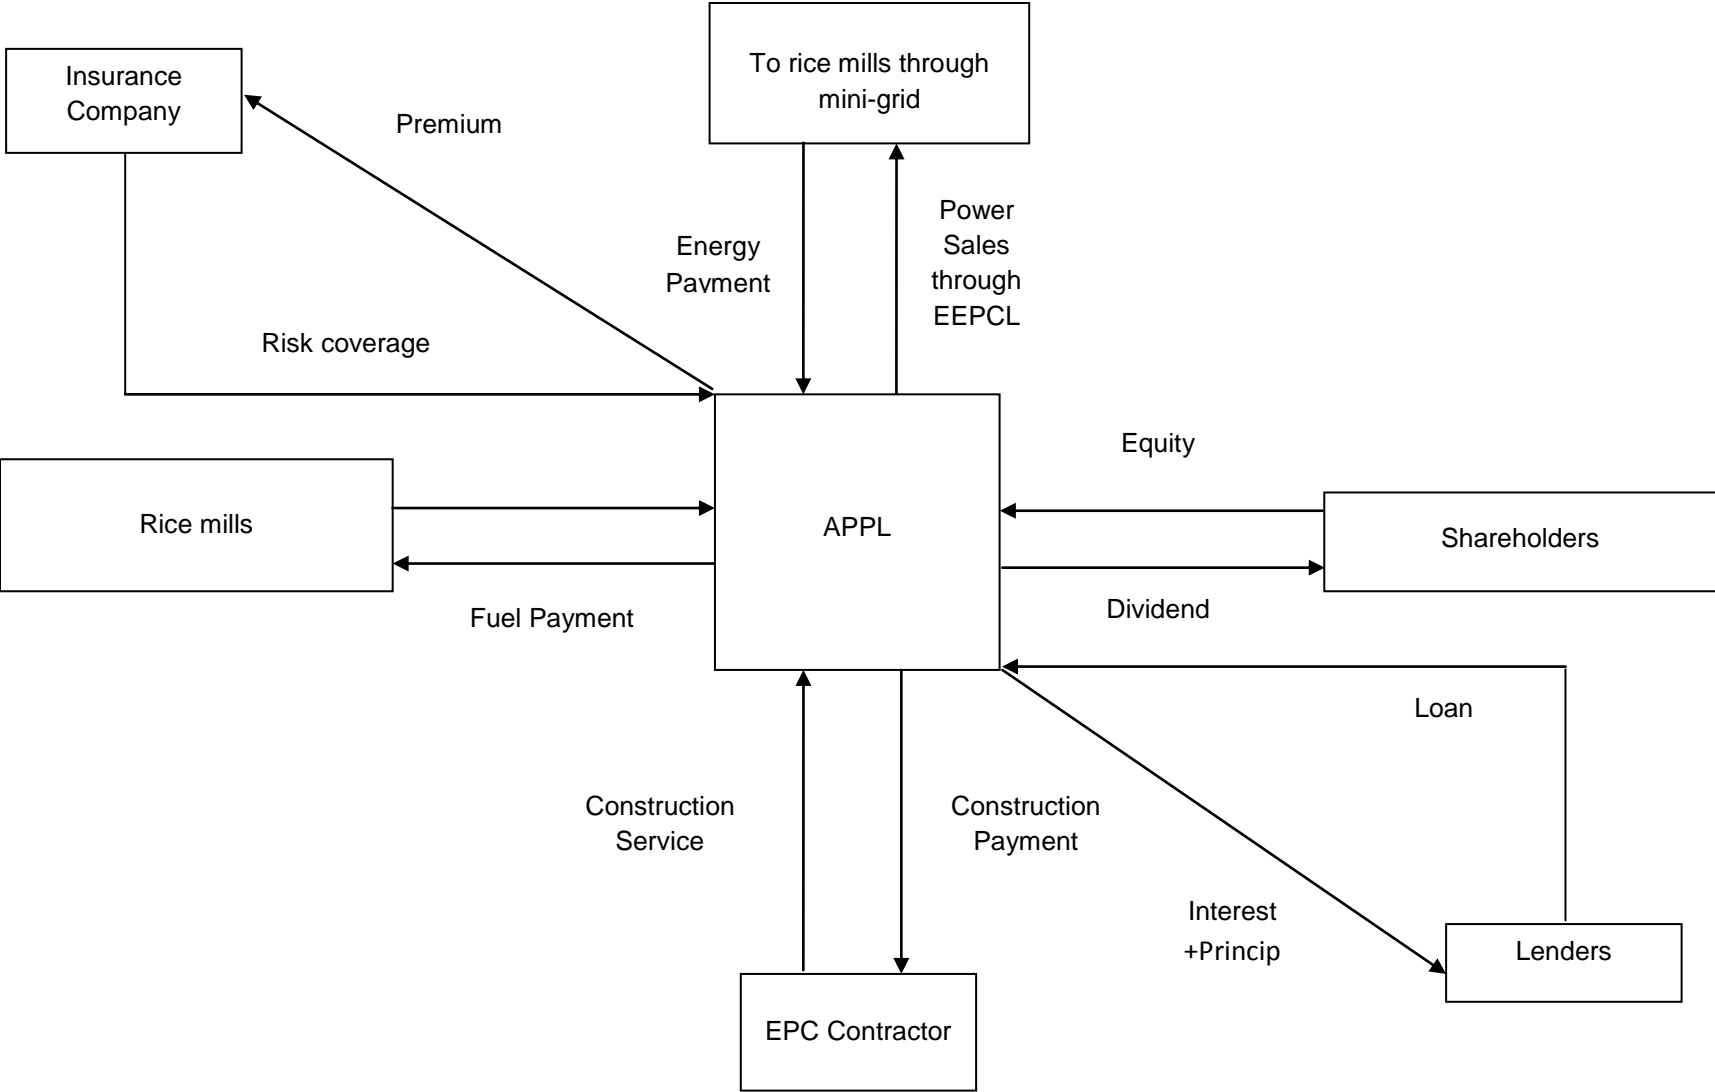 To rice mills through
mini-grid
Insurance
Company
Premium
Power
Sales
through
EEPCL
Energy
Payment
Risk coverage
Equity
Rice mills
APPL
Shareholders
Fuel Payment
Dividend
Loan
Construction
Service
Construction
Payment
Interest
+Princip
Lenders
EPC Contractor